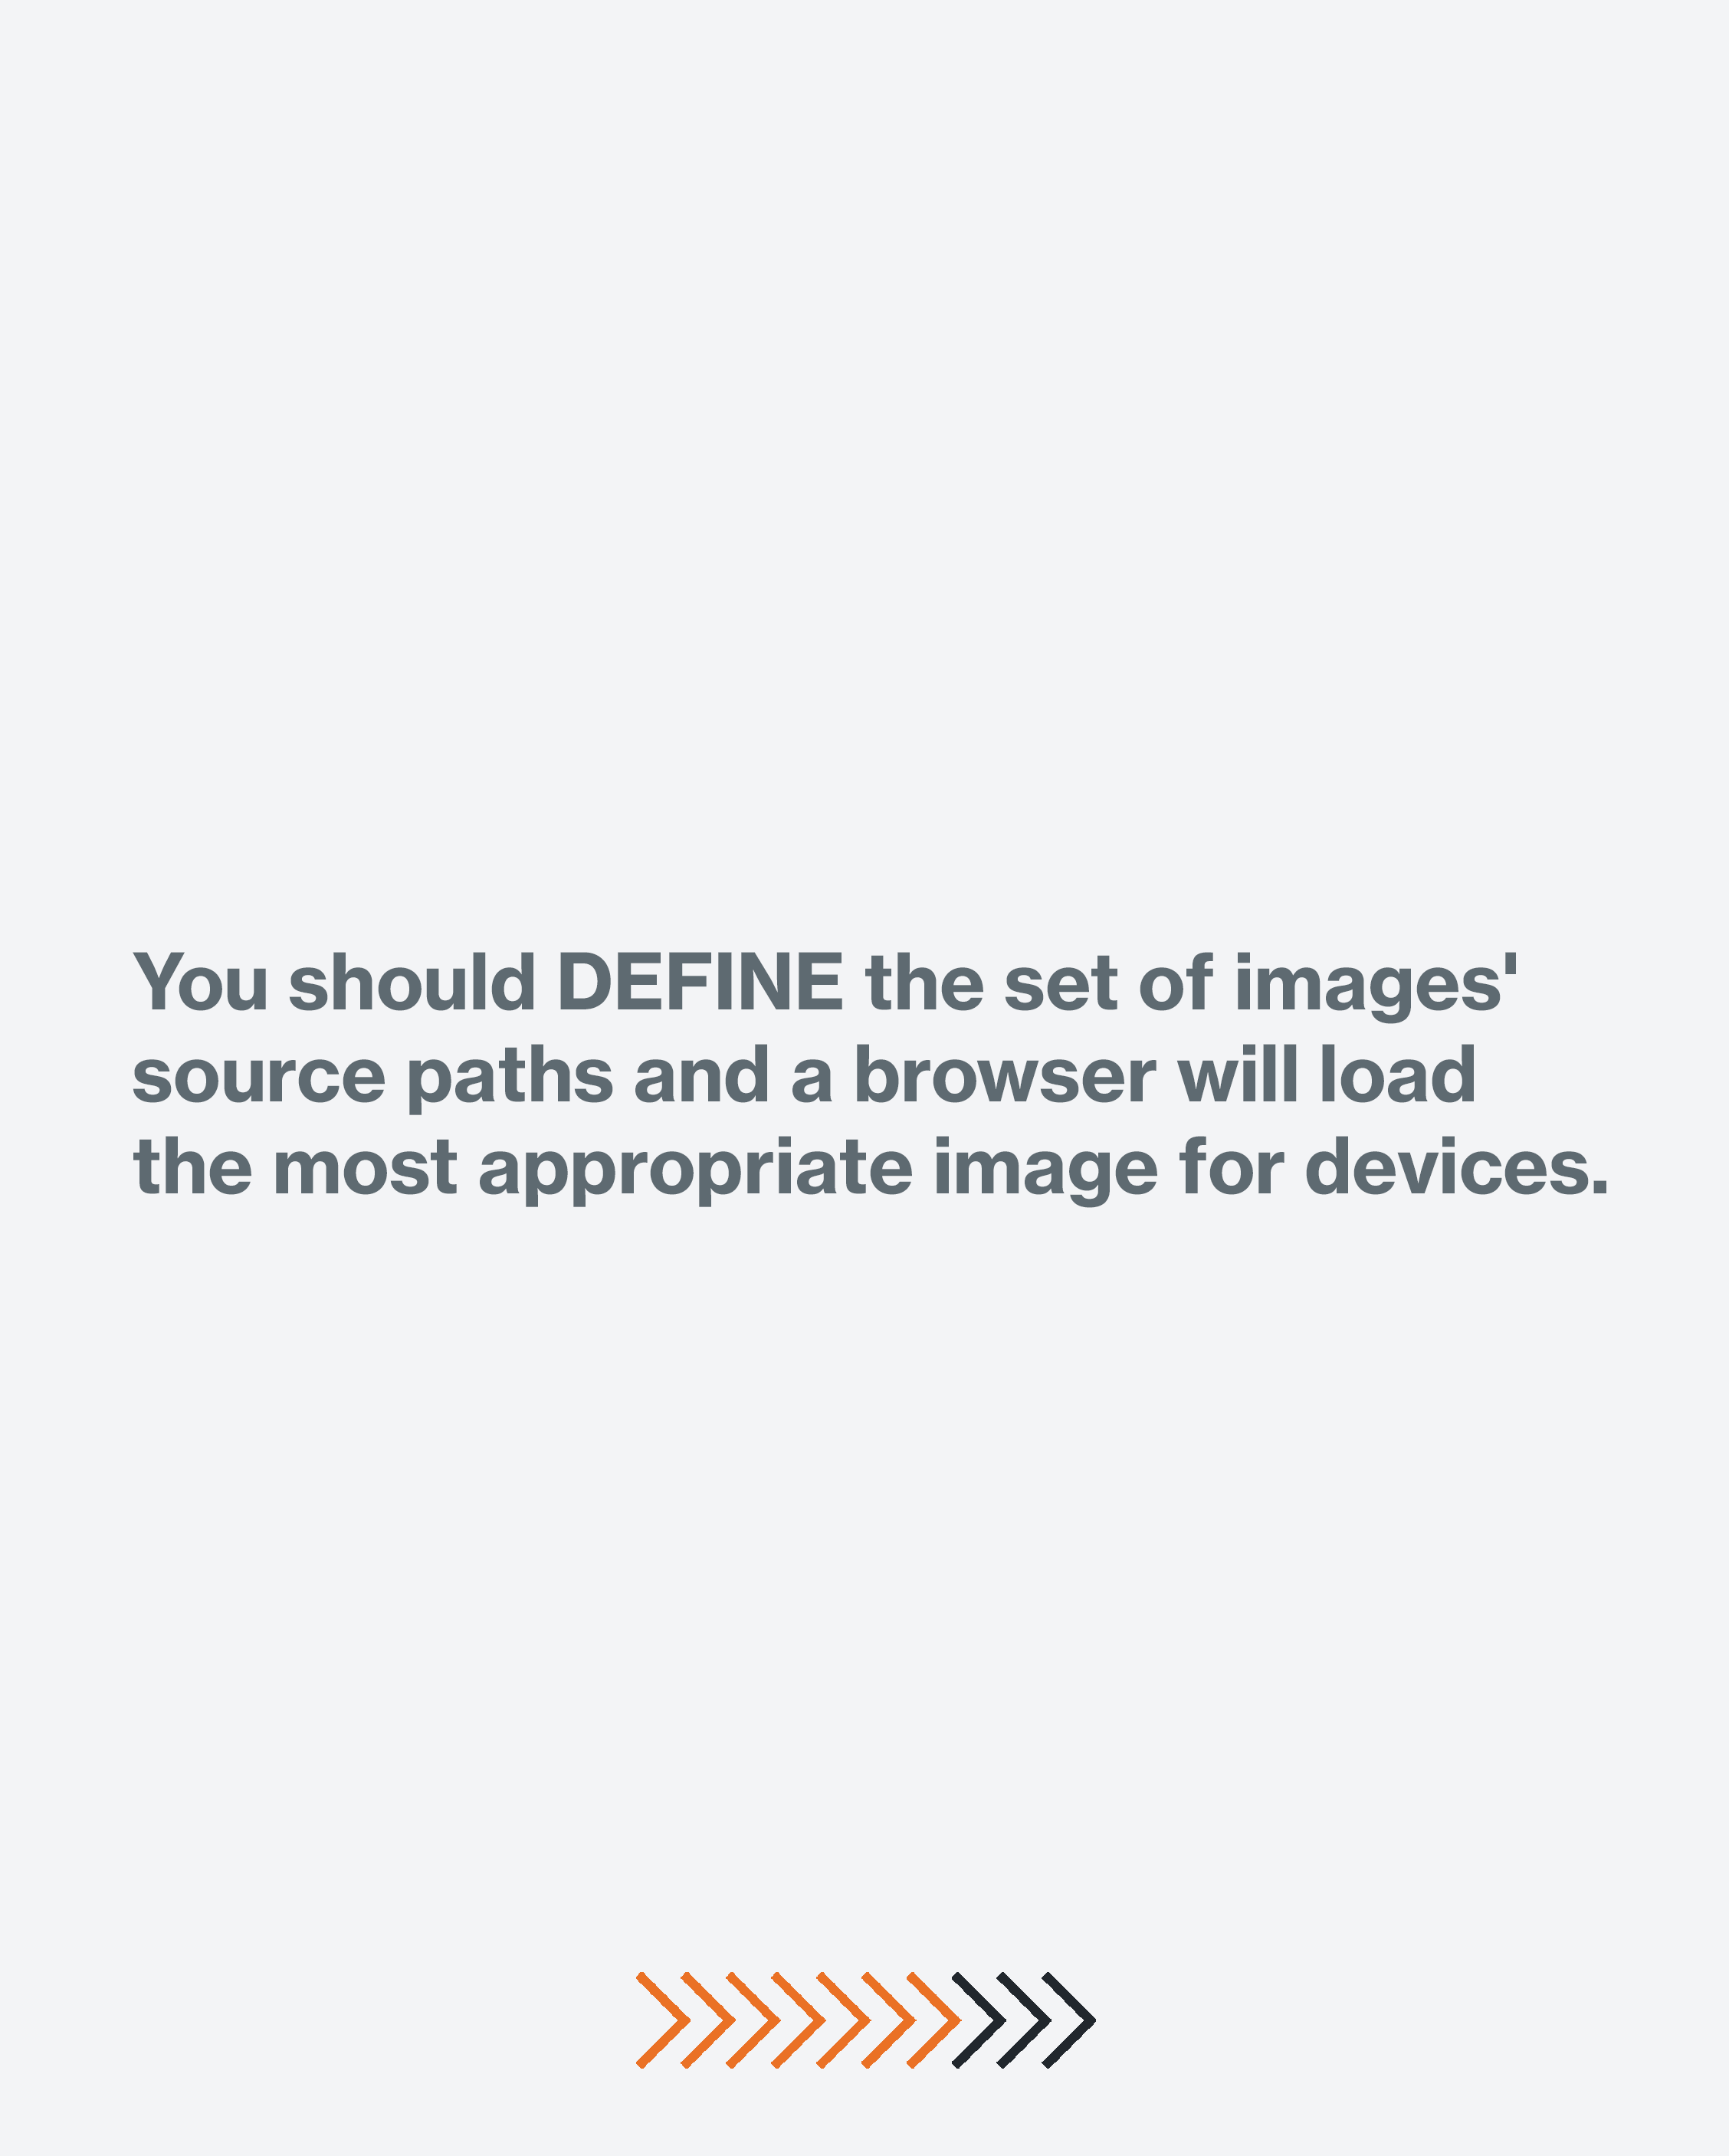 You should DEFINE the set of images'
source paths and a browser will load
the most appropriate image for devices.